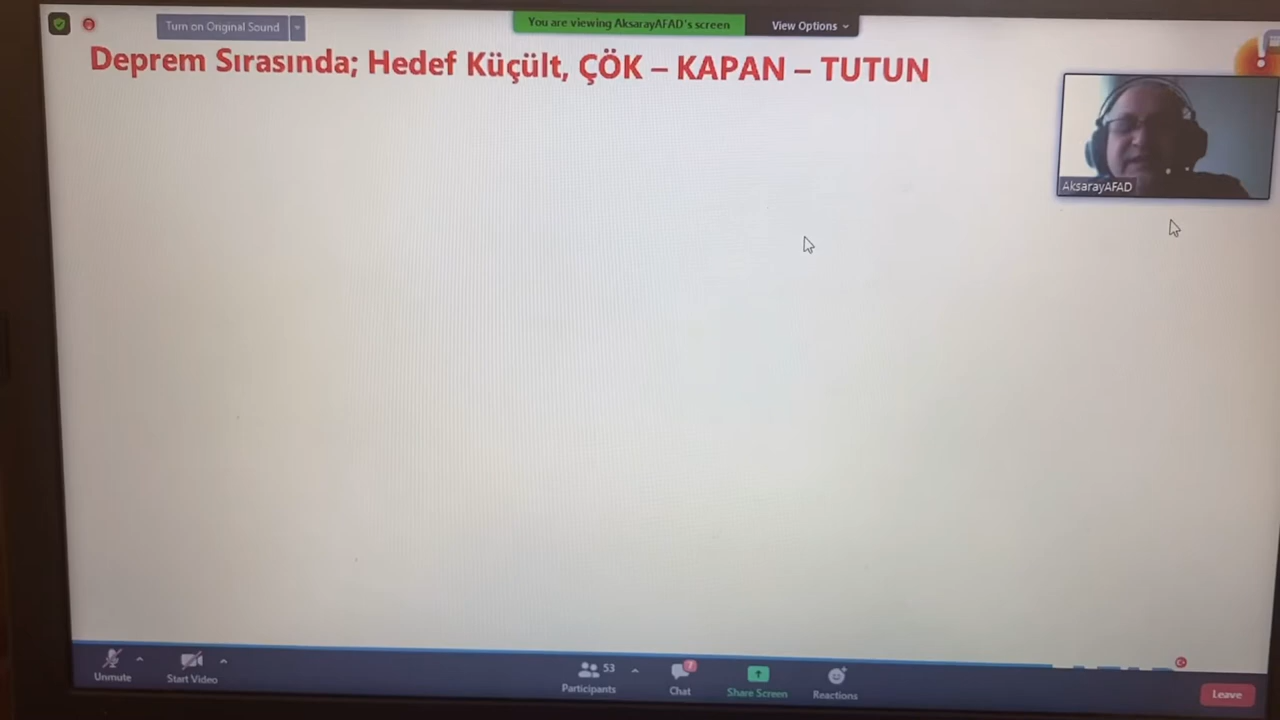 Turn on Original Sound
You are viewing AksarayAFAD's screen
View Options
Deprem Sırasında; Hedef Küçült, ÇÖK – KAPAN – TUTUN
AksarayAFAD
Unmute
Start Video
53
Participants
7
Chat
Share Screen
Reactions
Leave